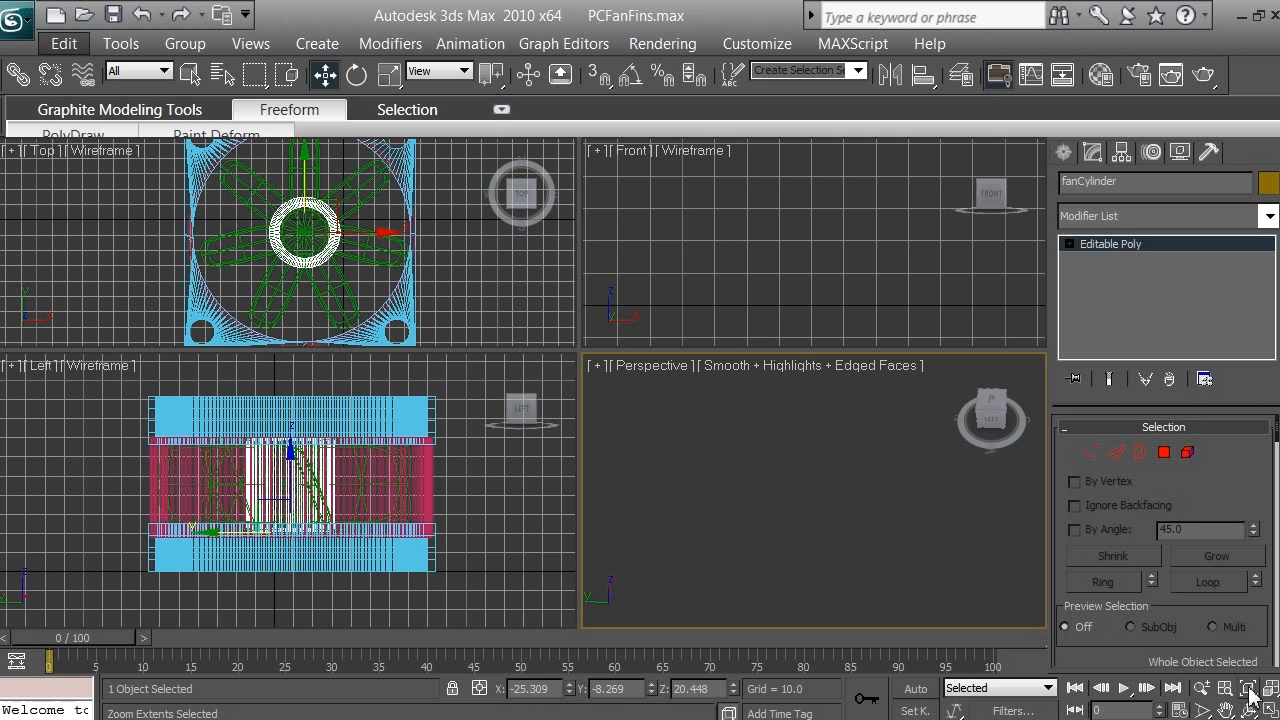 Autodesk 3ds Max 2010 x64 PCFanFins.max
Type a keyword or phrase
Edit Tools Group Views Create Modifiers Animation Graph Editors Rendering Customize MAXScript Help
All View Create Selection Se
Graphite Modeling Tools Freeform Selection
PolyDraw Paint Deform
[ + ] [ Top ] [ Wireframe ]
TOP
[ + ] [ Front ] [ Wireframe ]
FRONT
fanCylinder
Modifier List
Editable Poly
[ + ] [ Left ] [ Wireframe ]
LEFT
[ + ] [ Perspective ] [ Smooth + Highlights + Edged Faces ]
LEFT
Selection
By Vertex
Ignore Backfacing
By Angle: 45.0
Shrink Grow
Ring Loop
Preview Selection
Off SubObj Multi
Whole Object Selected
0 / 100
0 5 10 15 20 25 30 35 40 45 50 55 60 65 70 75 80 85 90 95 100
1 Object Selected X: -25.309 Y: -8.269 Z: 20.448 Grid = 10.0 Auto Selected
Welcome to Zoom Extents Selected Add Time Tag Set K. Filters... 0